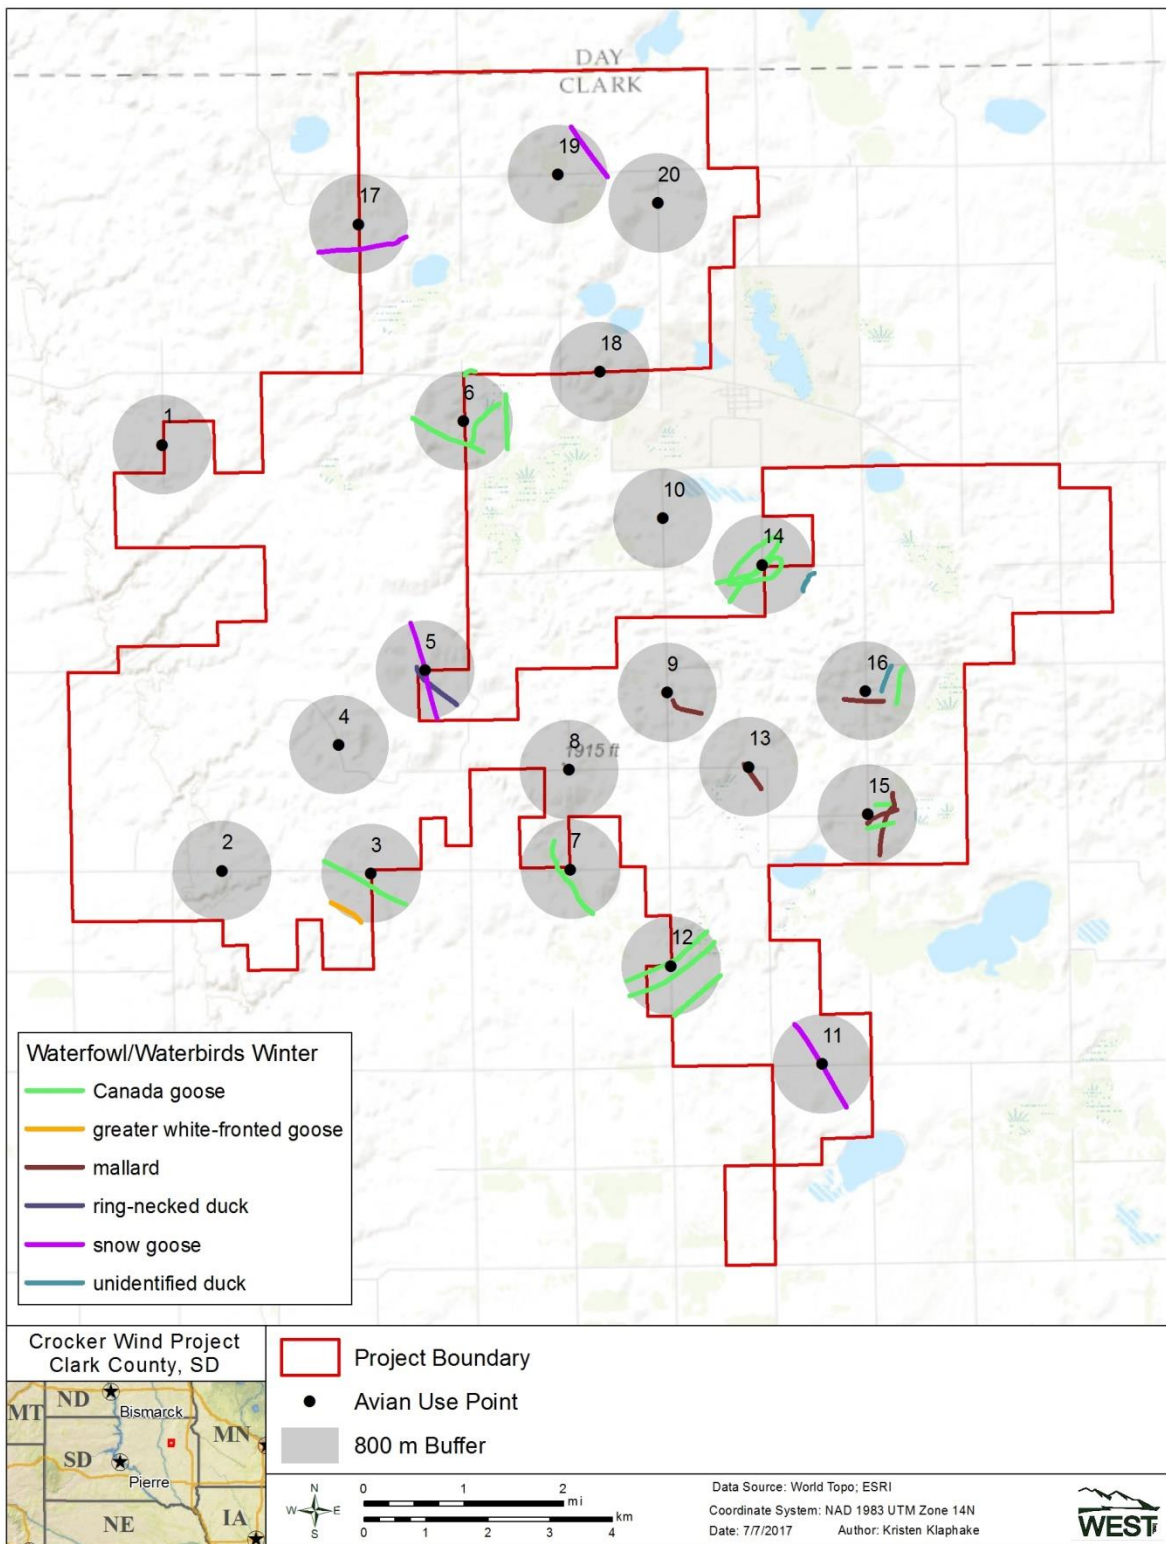 DAY
CLARK
19
20
17
18
6
1
10
14
5
9
16
4
8
1915 ft
13
15
2
3
7
12
11
Waterfowl/Waterbirds Winter
Canada goose
greater white-fronted goose
mallard
ring-necked duck
snow goose
unidentified duck
Crocker Wind Project
Clark County, SD
MT
ND
Bismarck
MN
SD
Pierre
NE
IA
Project Boundary
Avian Use Point
800 m Buffer
N
W E
S
0 1 2
mi
0 1 2 3 4
km
Data Source: World Topo; ESRI
Coordinate System: NAD 1983 UTM Zone 14N
Date: 7/7/2017 Author: Kristen Klaphake
WEST